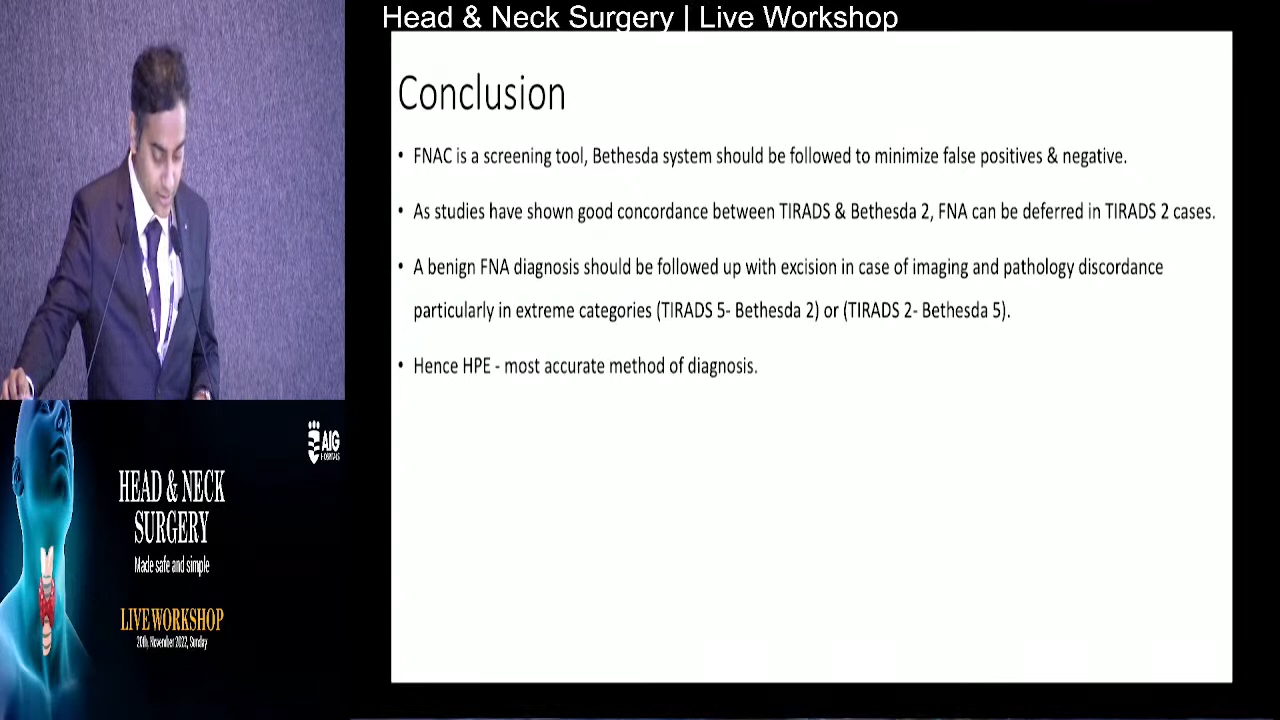 Head & Neck Surgery | Live Workshop
Conclusion
• FNAC is a screening tool, Bethesda system should be followed to minimize false positives & negative.
• As studies have shown good concordance between TIRADS & Bethesda 2, FNA can be deferred in TIRADS 2 cases.
• A benign FNA diagnosis should be followed up with excision in case of imaging and pathology discordance
particularly in extreme categories (TIRADS 5- Bethesda 2) or (TIRADS 2- Bethesda 5).
• Hence HPE - most accurate method of diagnosis.
AIG
HOSPITALS
HEAD & NECK
SURGERY
Made safe and simple
LIVE WORKSHOP
20th, November 2022, Sunday